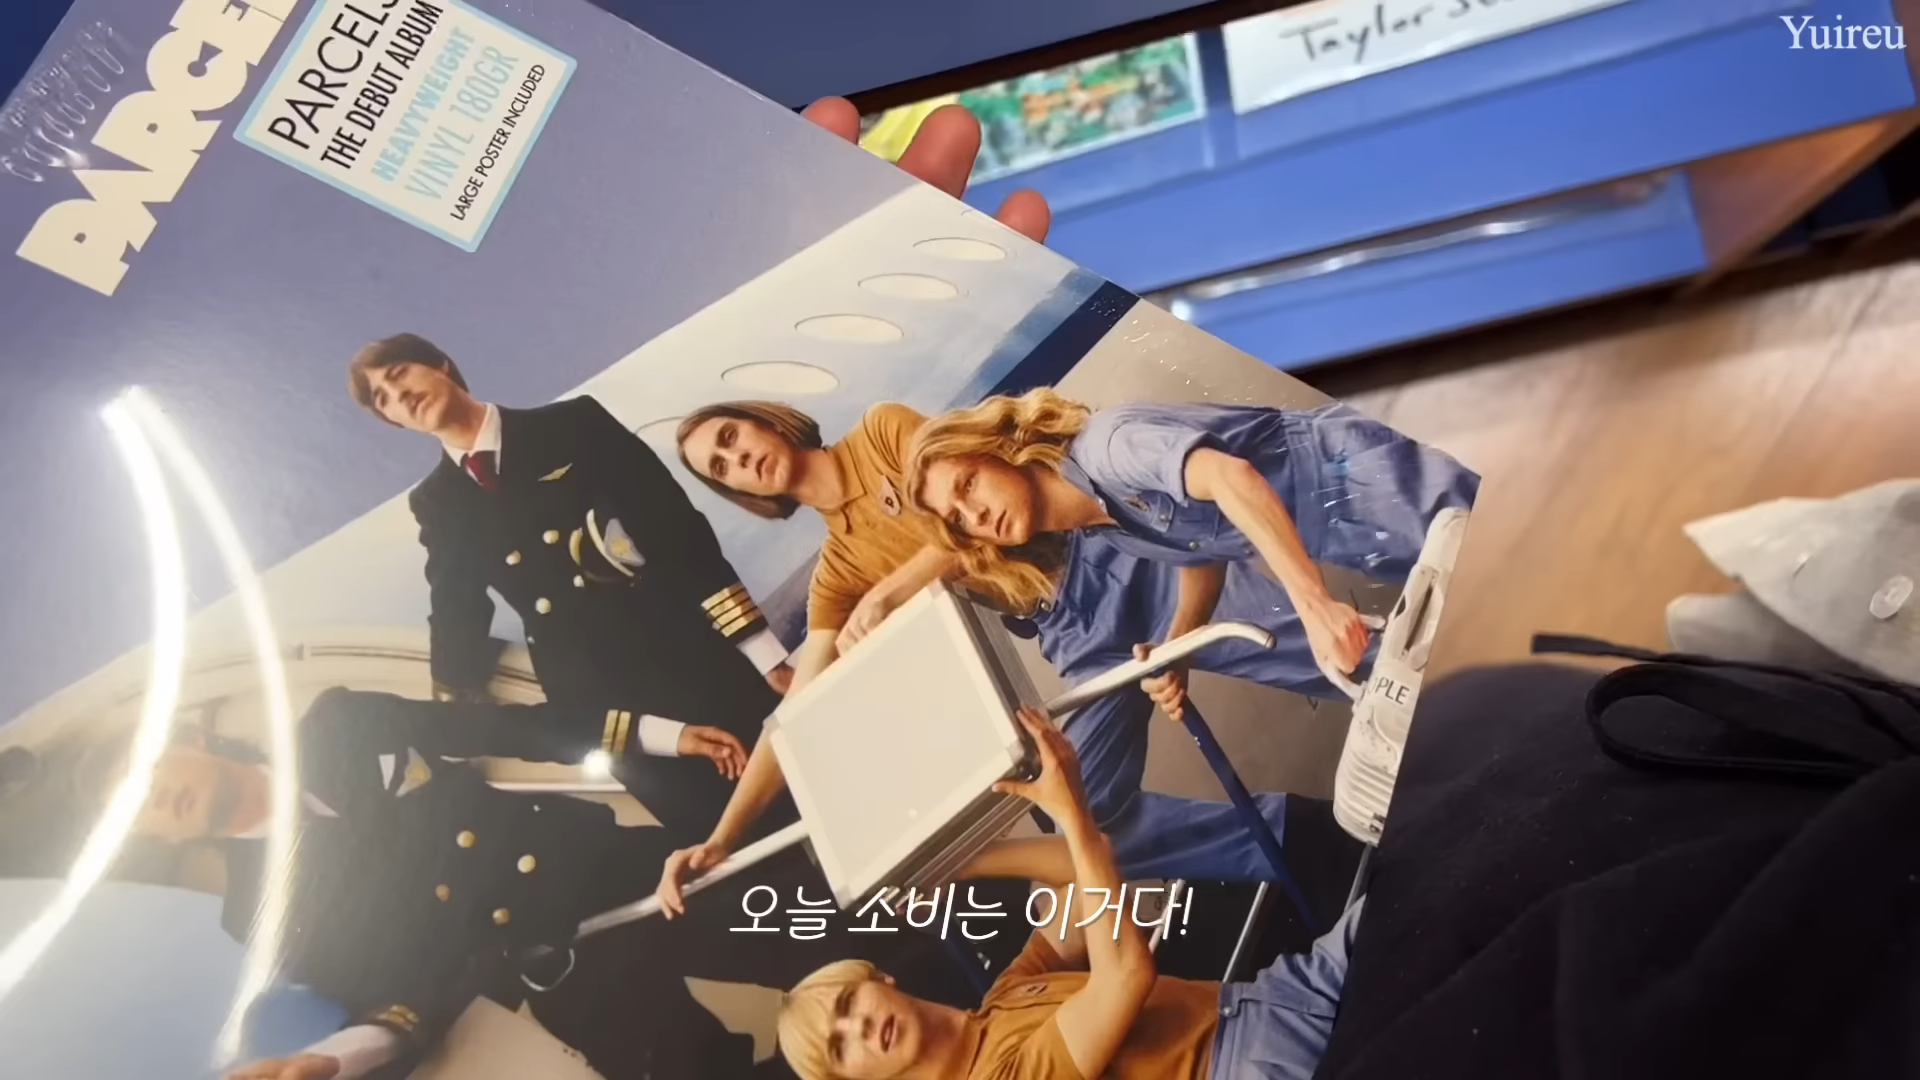 Yuireu
PARCEL
PARCELS
THE DEBUT ALBUM
HEAVYWEIGHT
VINYL 180GR
LARGE POSTER INCLUDED
Taylor
오늘 소비는 이거다!